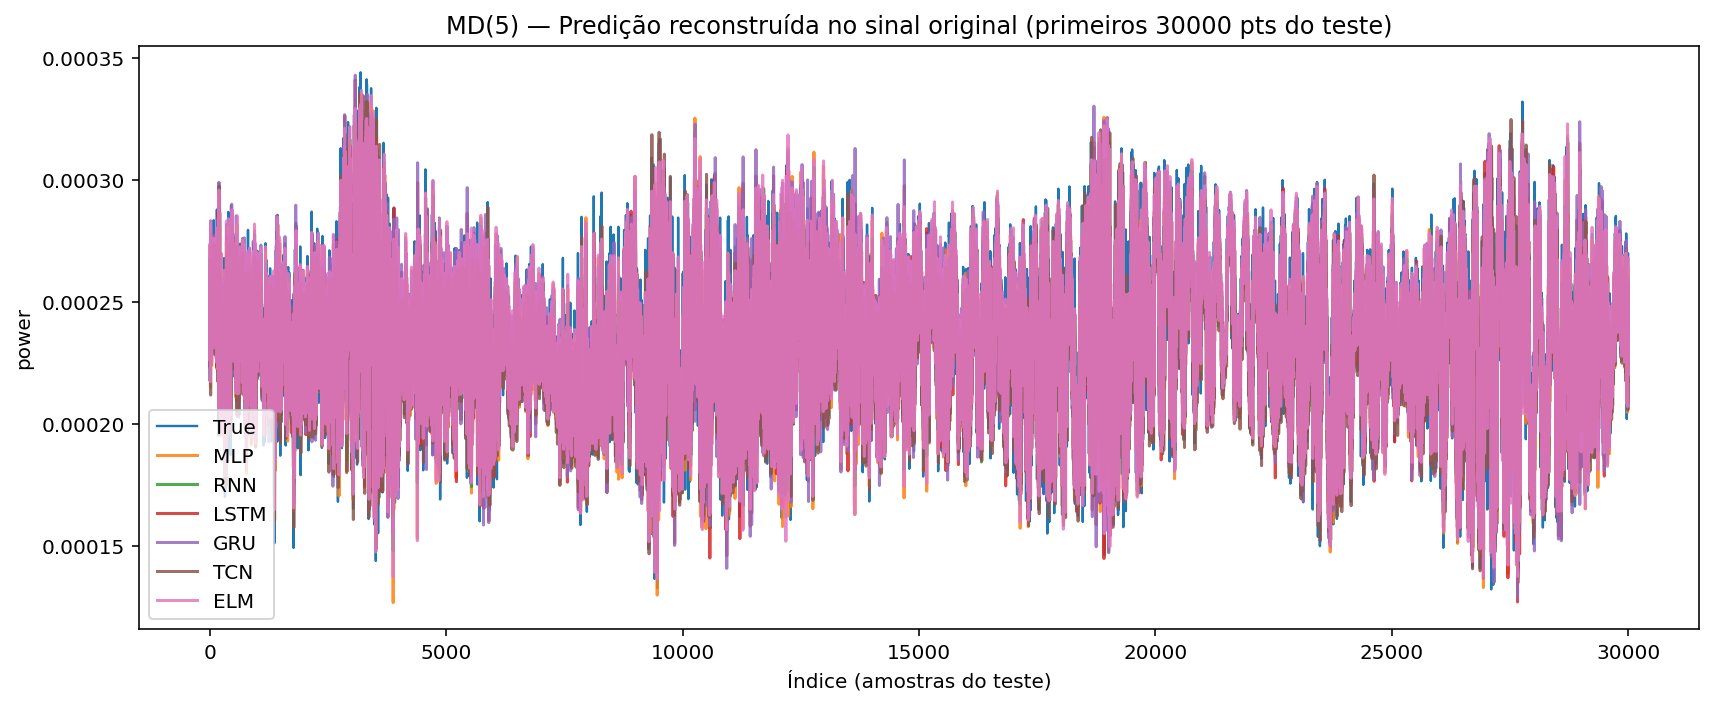 MD(5) — Predição reconstruída no sinal original (primeiros 30000 pts do teste)
0.00035
0.00030
0.00025
0.00020
0.00015
power
True
MLP
RNN
LSTM
GRU
TCN
ELM
0 5000 10000 15000 20000 25000 30000
Índice (amostras do teste)